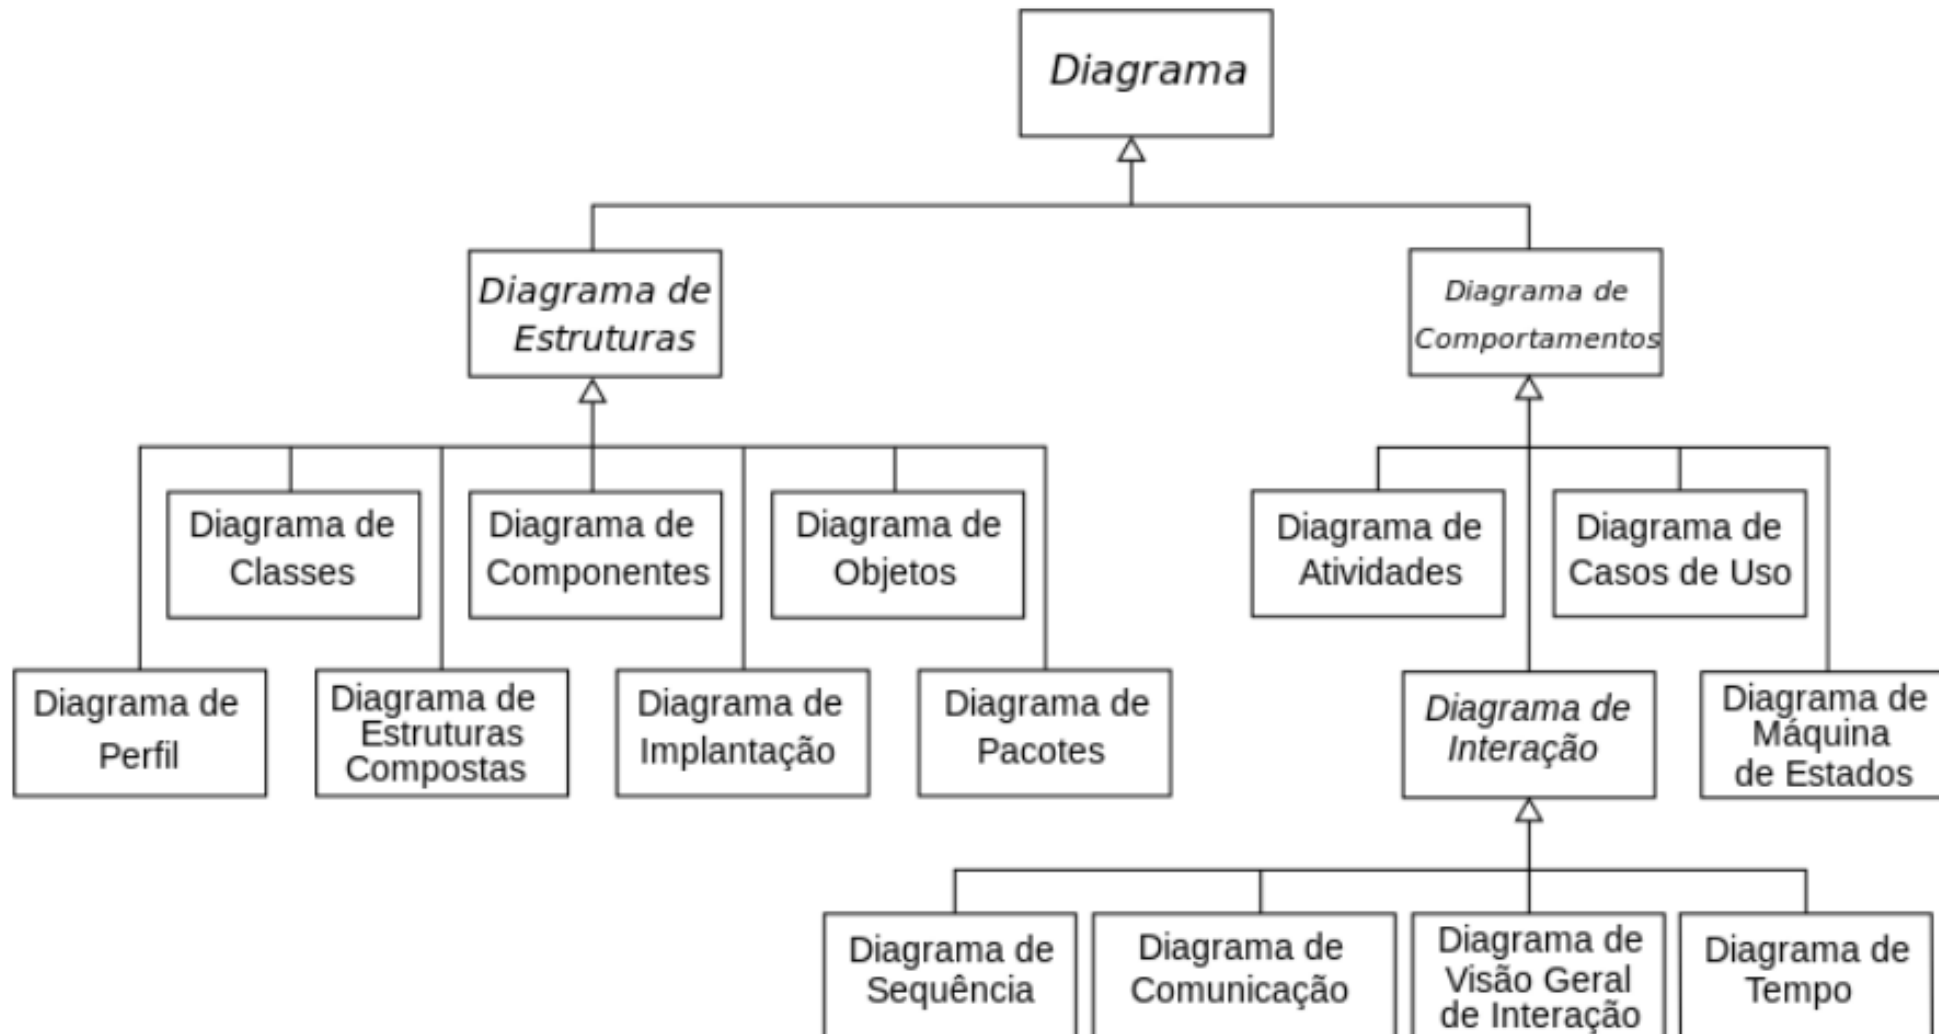 Diagrama
Diagrama de
Estruturas
Diagrama de
Comportamentos
Diagrama de
Classes
Diagrama de
Componentes
Diagrama de
Objetos
Diagrama de
Atividades
Diagrama de
Casos de Uso
Diagrama de
Perfil
Diagrama de
Estruturas
Compostas
Diagrama de
Implantação
Diagrama de
Pacotes
Diagrama de
Interação
Diagrama de
Máquina
de Estados
Diagrama de
Sequência
Diagrama de
Comunicação
Diagrama de
Visão Geral
de Interação
Diagrama de
Tempo